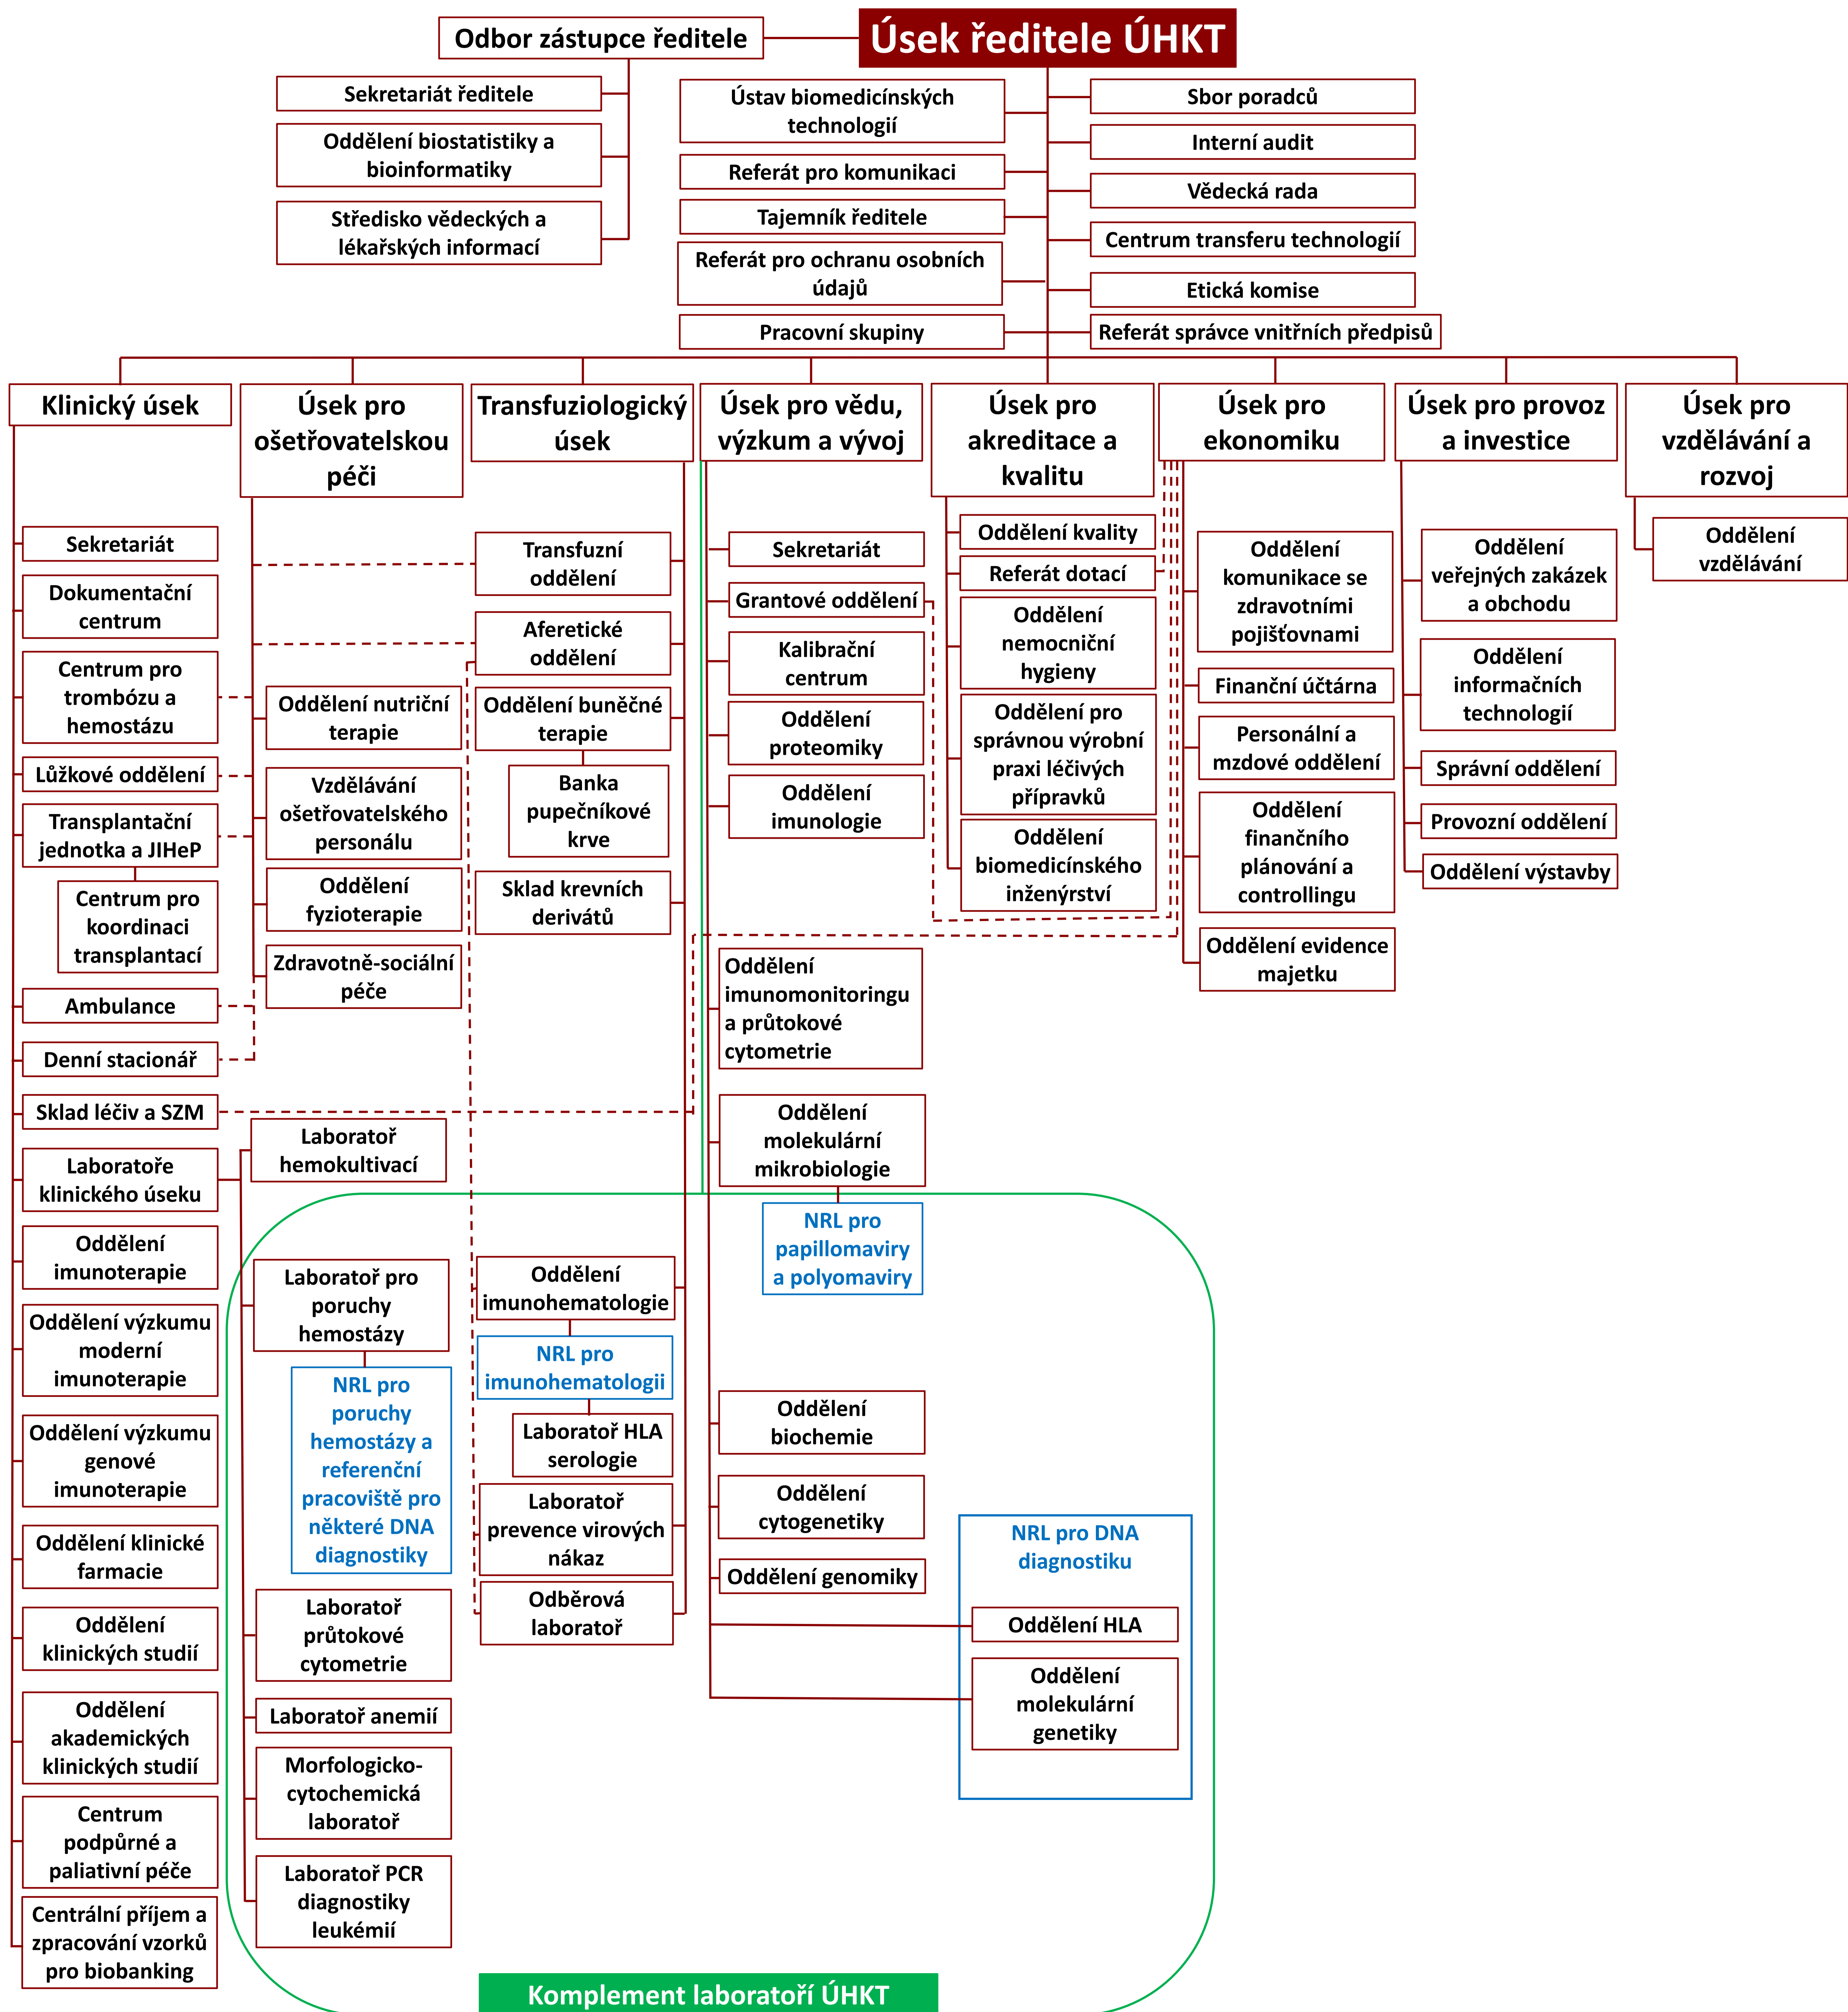 Odbor zástupce ředitele
Úsek ředitele ÚHKT
Sekretariát ředitele
Oddělení biostatistiky a
bioinformatiky
Středisko vědeckých a
lékařských informací
Ústav biomedicínských
technologií
Referát pro komunikaci
Tajemník ředitele
Referát pro ochranu osobních
údajů
Pracovní skupiny
Sbor poradců
Interní audit
Vědecká rada
Centrum transferu technologií
Etická komise
Referát správce vnitřních předpisů
Klinický úsek
Sekretariát
Dokumentační
centrum
Centrum pro
trombózu a
hemostázu
Lůžkové oddělení
Transplantační
jednotka a JIHeP
Centrum pro
koordinaci
transplantací
Ambulance
Denní stacionář
Sklad léčiv a SZM
Laboratoře
klinického úseku
Oddělení
imunoterapie
Oddělení výzkumu
moderní
imunoterapie
Oddělení výzkumu
genové
imunoterapie
Oddělení klinické
farmacie
Oddělení
klinických studií
Oddělení
akademických
klinických studií
Centrum
podpůrné a
paliativní péče
Centrální příjem a
zpracování vzorků
pro biobanking
Úsek pro
ošetřovatelskou
péči
Oddělení nutriční
terapie
Vzdělávání
ošetřovatelského
personálu
Oddělení
fyzioterapie
Zdravotně-sociální
péče
Laboratoř
hemokultivací
Laboratoř pro
poruchy
hemostázy
NRL pro
poruchy
hemostázy a
referenční
pracoviště pro
některé DNA
diagnostiky
Laboratoř
průtokové
cytometrie
Laboratoř anemií
Morfologicko-
cytochemická
laboratoř
Laboratoř PCR
diagnostiky
leukémií
Transfuziologický
úsek
Transfuzní
oddělení
Aferetické
oddělení
Oddělení buněčné
terapie
Banka
pupečníkové
krve
Sklad krevních
derivátů
Oddělení
imunohematologie
NRL pro
imunohematologii
Laboratoř HLA
serologie
Laboratoř
prevence virových
nákaz
Odběrová
laboratoř
Úsek pro vědu,
výzkum a vývoj
Sekretariát
Grantové oddělení
Kalibrační
centrum
Oddělení
proteomiky
Oddělení
imunologie
Oddělení
imunomonitoringu
a průtokové
cytometrie
Oddělení
molekulární
mikrobiologie
NRL pro
papillomaviry
a polyomaviry
Oddělení
biochemie
Oddělení
cytogenetiky
Oddělení genomiky
NRL pro DNA
diagnostiku
Oddělení HLA
Oddělení
molekulární
genetiky
Úsek pro
akreditace a
kvalitu
Oddělení kvality
Referát dotací
Oddělení
nemocniční
hygieny
Oddělení pro
správnou výrobní
praxi léčivých
přípravků
Oddělení
biomedicínského
inženýrství
Úsek pro
ekonomiku
Oddělení
komunikace se
zdravotními
pojišťovnami
Finanční účtárna
Personální a
mzdové oddělení
Oddělení
finančního
plánování a
controllingu
Oddělení evidence
majetku
Úsek pro provoz
a investice
Oddělení
veřejných zakázek
a obchodu
Oddělení
informačních
technologií
Správní oddělení
Provozní oddělení
Oddělení výstavby
Úsek pro
vzdělávání a
rozvoj
Oddělení
vzdělávání
Komplement laboratoří ÚHKT